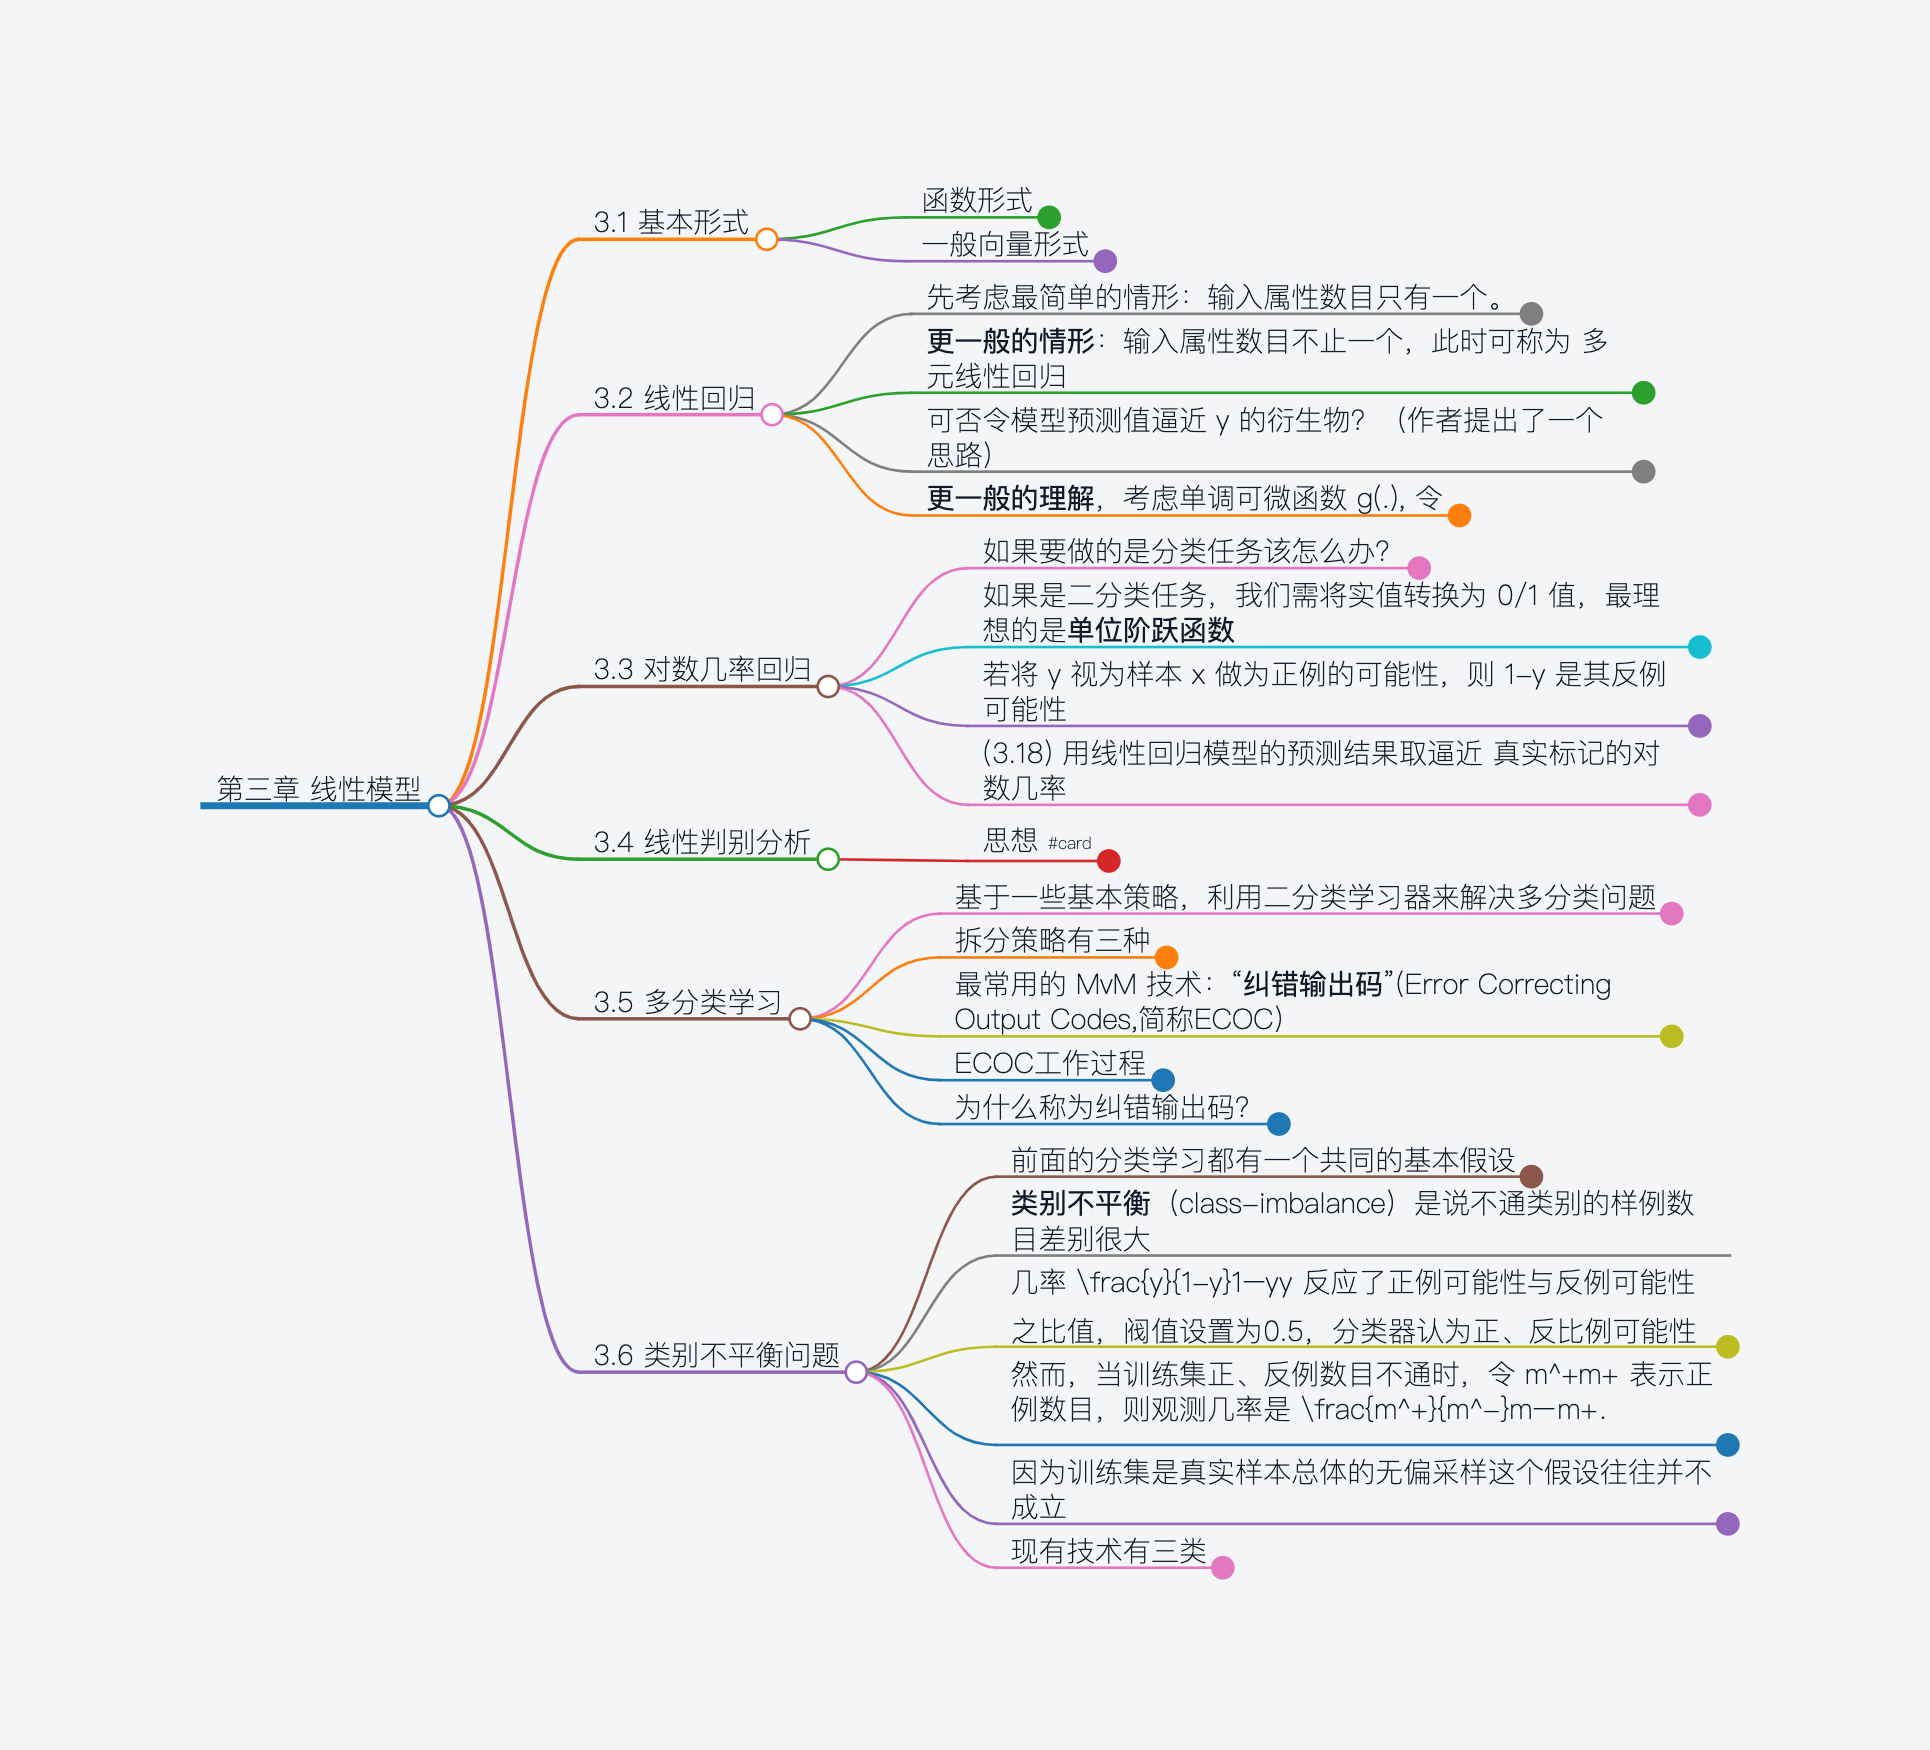 第三章 线性模型
3.1 基本形式
函数形式
一般向量形式
3.2 线性回归
先考虑最简单的情形：输入属性数目只有一个。
更一般的情形：输入属性数目不止一个，此时可称为 多
元线性回归
可否令模型预测值逼近 y 的衍生物？（作者提出了一个
思路）
更一般的理解，考虑单调可微函数 g(.), 令
3.3 对数几率回归
如果要做的是分类任务该怎么办？
如果是二分类任务，我们需将实值转换为 0/1 值，最理
想的是单位阶跃函数
若将 y 视为样本 x 做为正例的可能性，则 1-y 是其反例
可能性
(3.18) 用线性回归模型的预测结果取逼近 真实标记的对
数几率
3.4 线性判别分析
思想 #card
3.5 多分类学习
基于一些基本策略，利用二分类学习器来解决多分类问题
拆分策略有三种
最常用的 MvM 技术：“纠错输出码”(Error Correcting
Output Codes,简称ECOC)
ECOC工作过程
为什么称为纠错输出码？
3.6 类别不平衡问题
前面的分类学习都有一个共同的基本假设
类别不平衡（class-imbalance）是说不通类别的样例数
目差别很大
几率 \frac{y}{1-y}1—yy 反应了正例可能性与反例可能性
之比值，阀值设置为0.5，分类器认为正、反比例可能性
然而，当训练集正、反例数目不通时，令 m^+m+ 表示正
例数目，则观测几率是 \frac{m^+}{m^-}m—m+.
因为训练集是真实样本总体的无偏采样这个假设往往并不
成立
现有技术有三类